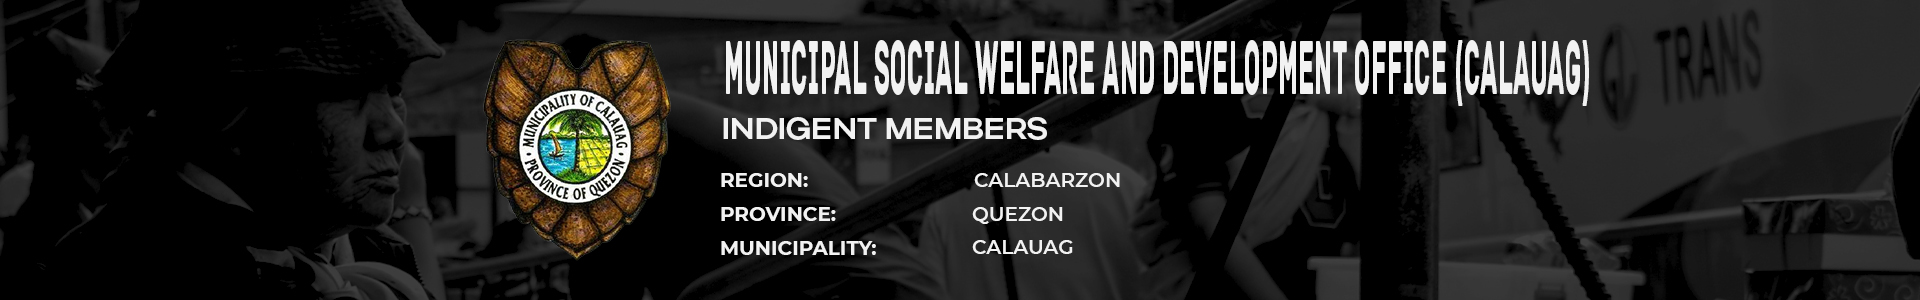 MUNICIPAL SOCIAL WELFARE AND DEVELOPMENT OFFICE (CALAUAG)
INDIGENT MEMBERS
REGION: CALABARZON
PROVINCE: QUEZON
MUNICIPALITY: CALAUAG
MUNICIPALITY OF CALAUAG
• PROVINCE OF QUEZON •
TRANS